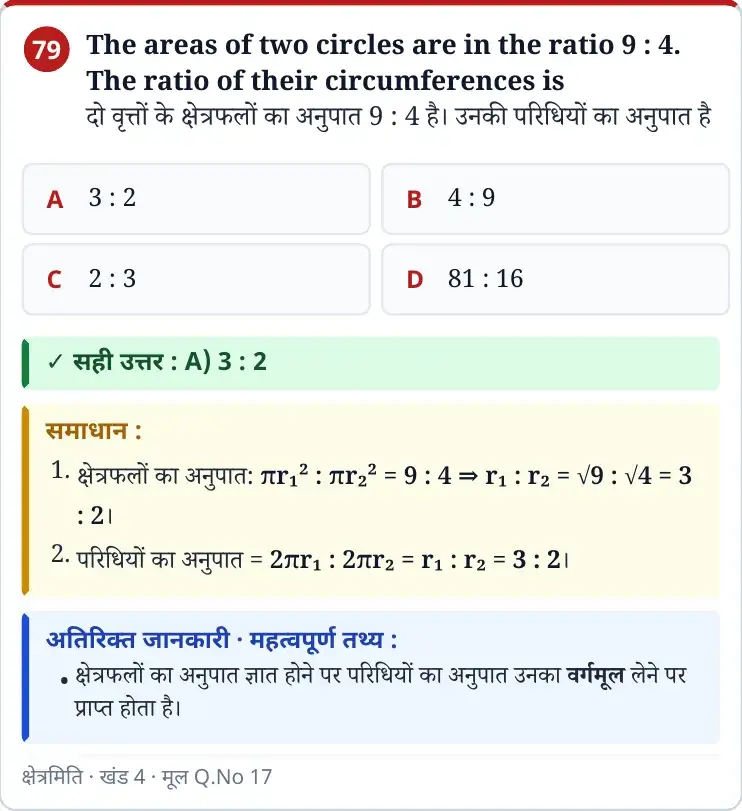 79 The areas of two circles are in the ratio 9 : 4.
The ratio of their circumferences is
दो वृत्तों के क्षेत्रफलों का अनुपात 9 : 4 है। उनकी परिधियों का अनुपात है
A 3 : 2
B 4 : 9
C 2 : 3
D 81 : 16
✓ सही उत्तर : A) 3 : 2
समाधान :
1. क्षेत्रफलों का अनुपात: πr₁² : πr₂² = 9 : 4 ⇒ r₁ : r₂ = √9 : √4 = 3
: 2।
2. परिधियों का अनुपात = 2πr₁ : 2πr₂ = r₁ : r₂ = 3 : 2।
अतिरिक्त जानकारी · महत्वपूर्ण तथ्य :
• क्षेत्रफलों का अनुपात ज्ञात होने पर परिधियों का अनुपात उनका वर्गमूल लेने पर
प्राप्त होता है।
क्षेत्रमिति · खंड 4 · मूल Q.No 17